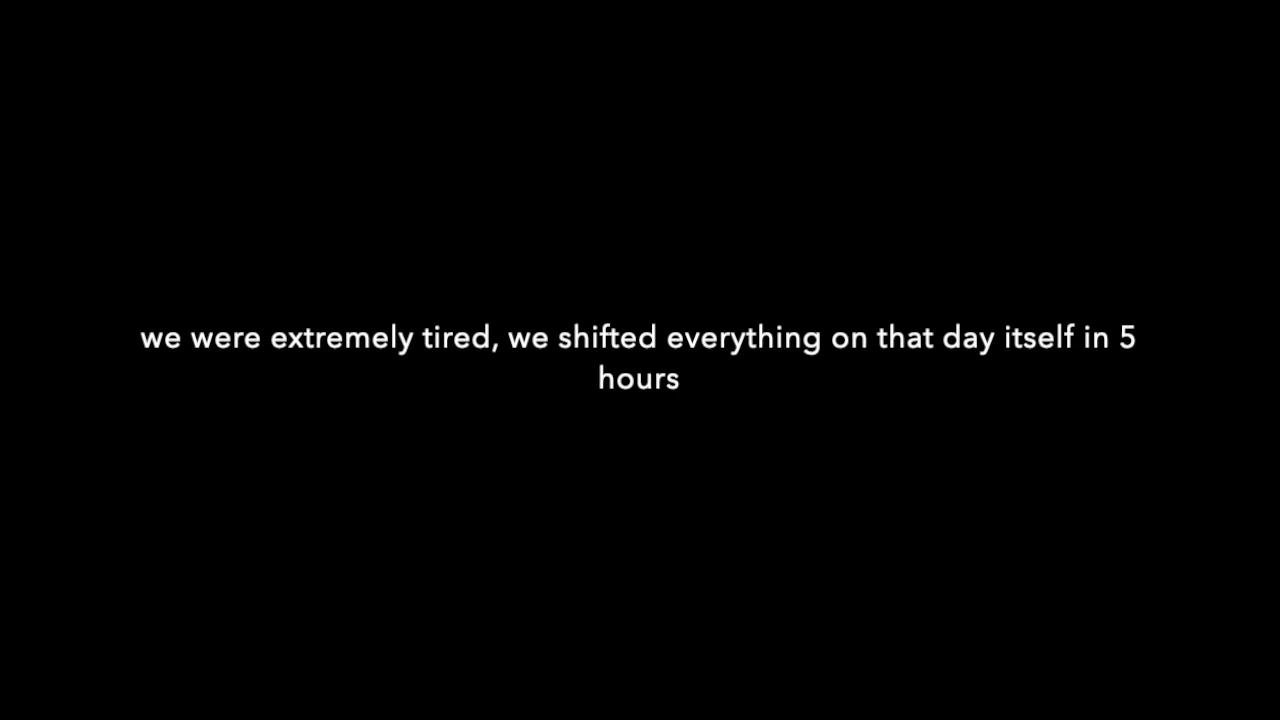 we were extremely tired, we shifted everything on that day itself in 5
hours